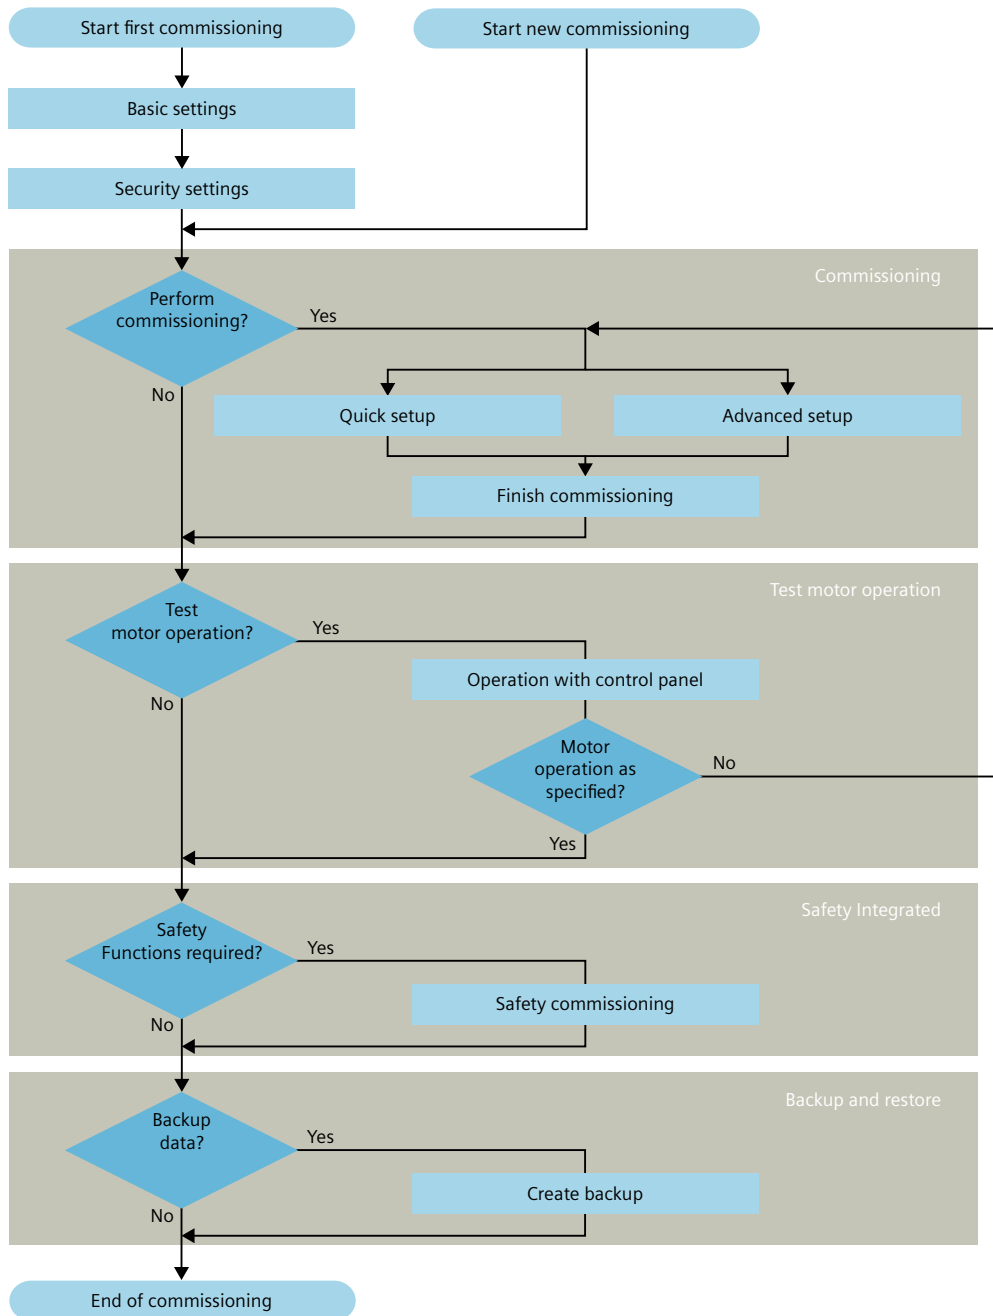 Start first commissioning
Start new commissioning
Basic settings
Security settings
Commissioning
Perform
commissioning?
Yes
No
Quick setup
Advanced setup
Finish commissioning
Test motor operation
Test
motor operation?
Yes
No
Operation with control panel
Motor
operation as
specified?
No
Yes
Safety Integrated
Safety
Functions required?
Yes
No
Safety commissioning
Backup and restore
Backup
data?
Yes
No
Create backup
End of commissioning